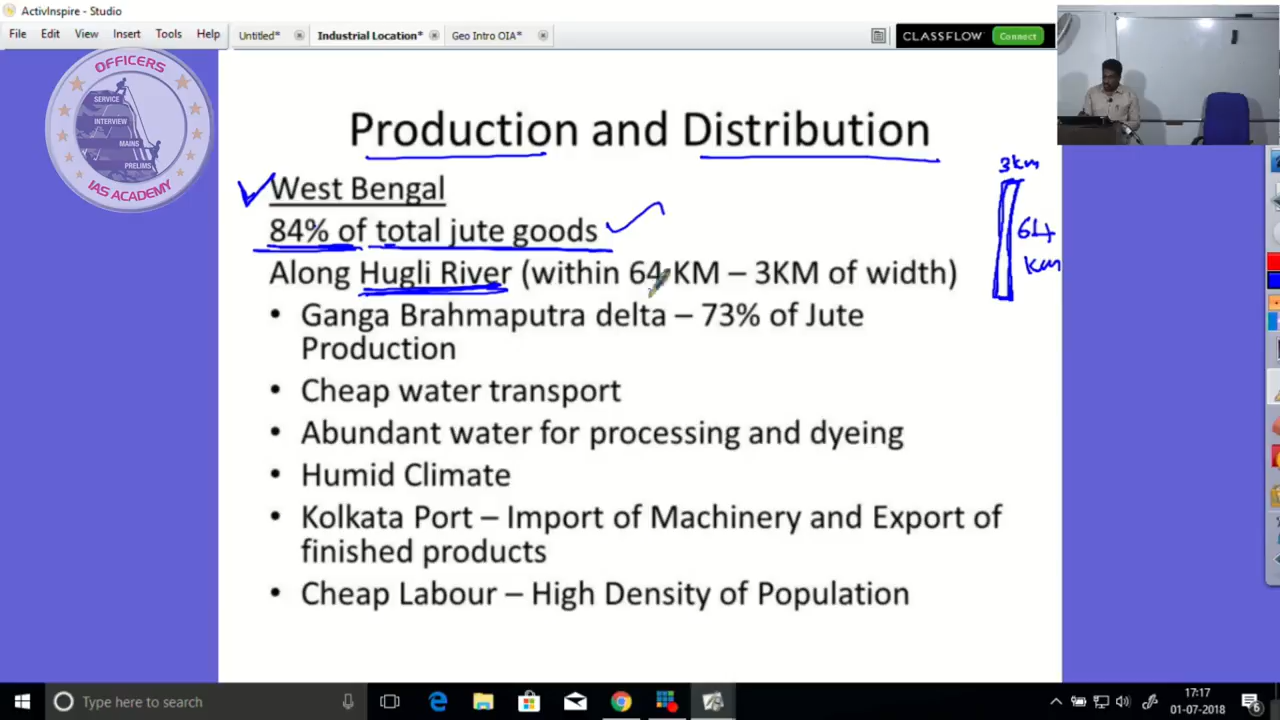 ActivInspire - Studio
File Edit View Insert Tools Help Untitled* Industrial Location* Geo Intro OIA* CLASSFLOW Connect
OFFICERS
SERVICE
INTERVIEW
MAINS
PRELIMS
IAS ACADEMY
Production and Distribution
3km
64
km
West Bengal
84% of total jute goods
Along Hugli River (within 64 KM – 3KM of width)
• Ganga Brahmaputra delta – 73% of Jute
Production
• Cheap water transport
• Abundant water for processing and dyeing
• Humid Climate
• Kolkata Port – Import of Machinery and Export of
finished products
• Cheap Labour – High Density of Population
Type here to search
17:17
01-07-2018
6